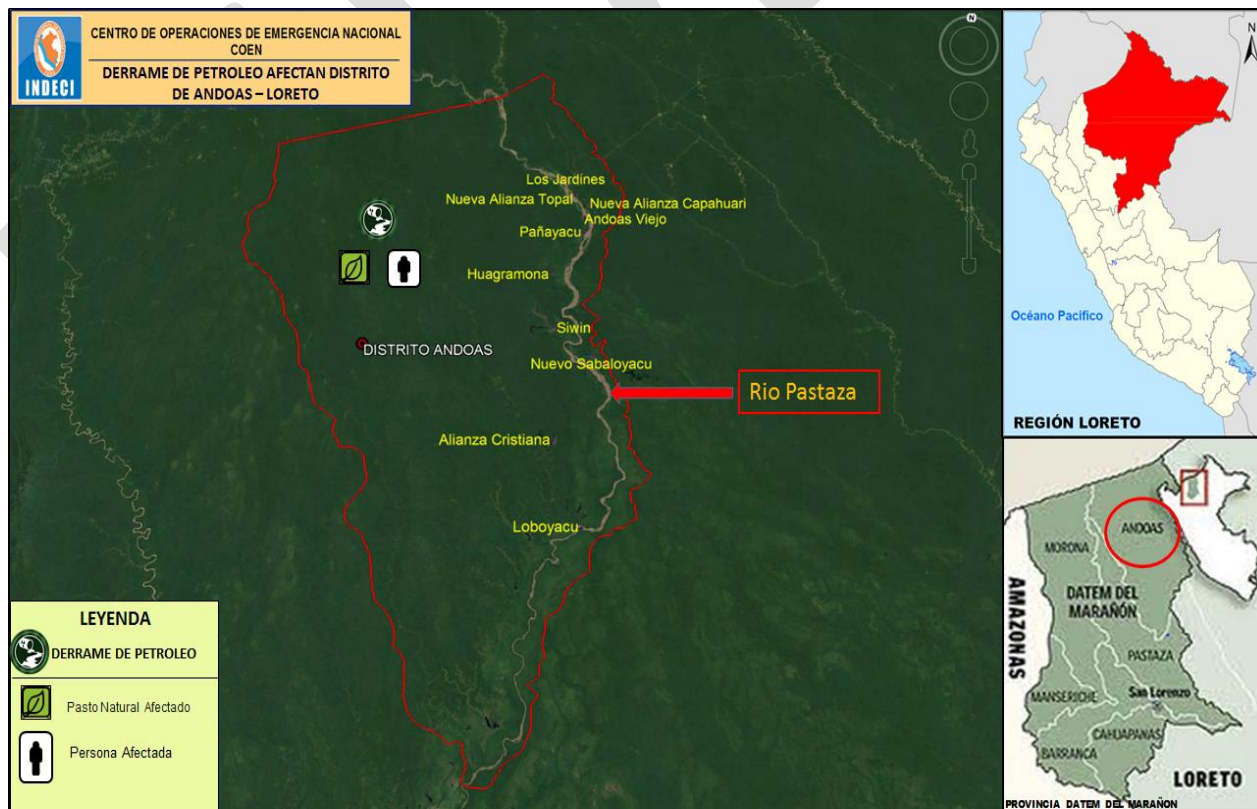 INDECI
CENTRO DE OPERACIONES DE EMERGENCIA NACIONAL
COEN
DERRAME DE PETROLEO AFECTAN DISTRITO
DE ANDOAS – LORETO
N
Los Jardines
Nueva Alianza Topal
Nueva Alianza Capahuari
Andoas Viejo
Pañayacu
Huagramona
Siwin
DISTRITO ANDOAS
Nuevo Sabaloyacu
Rio Pastaza
Alianza Cristiana
Loboyacu
LEYENDA
DERRAME DE PETROLEO
Pasto Natural Afectado
Persona Afectada
N
Océano Pacifico
REGIÓN LORETO
ANDOAS
MORONA
AMAZONAS
DATEM DEL
MARAÑÓN
PASTAZA
MANSERICHE
San Lorenzo
CAHUAPANAS
BARRANCA
LORETO
PROVINCIA DATEM DEL MARAÑON